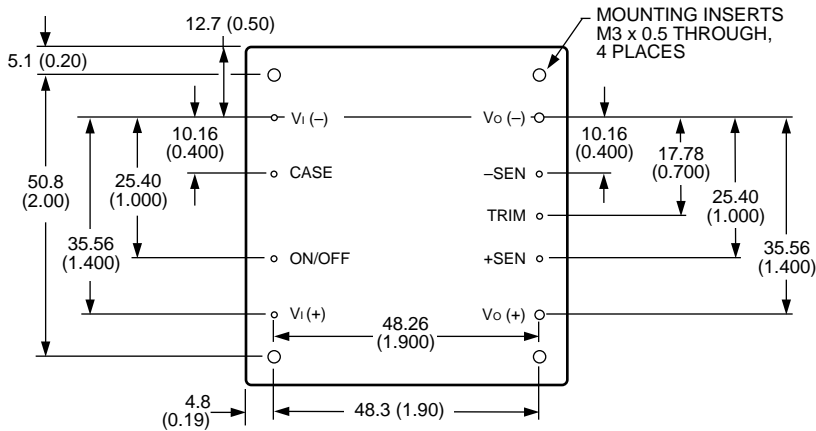 12.7 (0.50)
MOUNTING INSERTS
M3 x 0.5 THROUGH,
4 PLACES
5.1 (0.20)
VI (–)
VO (–)
10.16
(0.400)
10.16
(0.400)
17.78
(0.700)
CASE
–SEN
50.8
(2.00)
25.40
(1.000)
25.40
(1.000)
TRIM
35.56
(1.400)
35.56
(1.400)
ON/OFF
+SEN
VI (+)
VO (+)
48.26
(1.900)
4.8
(0.19)
48.3 (1.90)